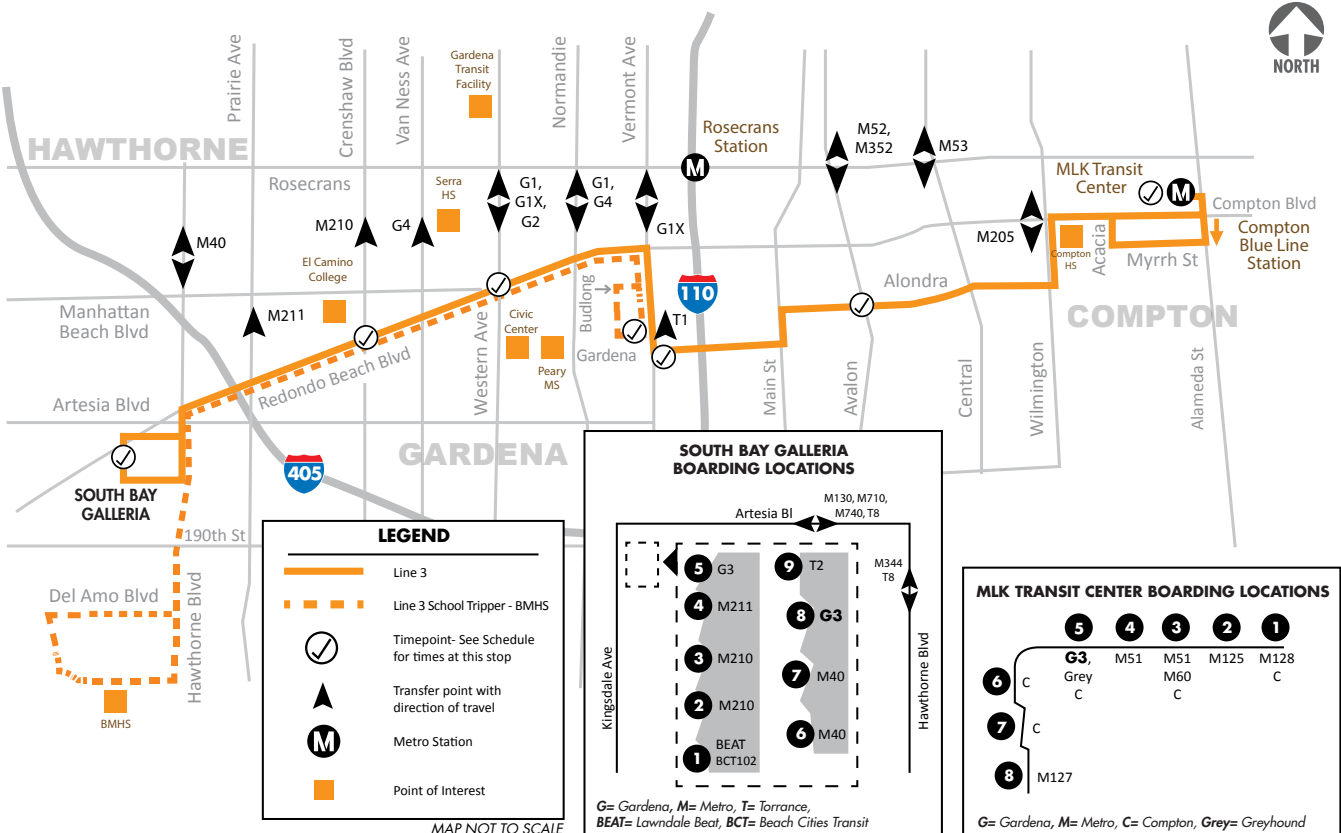 NORTH
Prairie Ave
Crenshaw Blvd
Van Ness Ave
Gardena
Transit
Facility
Normandie
Vermont Ave
HAWTHORNE
Rosecrans
Rosecrans
Station
M
M52,
M352
M53
MLK Transit
Center
M
Compton Blvd
Compton
Blue Line
Station
Serra
HS
G1,
G1X,
G2
G1,
G4
G1X
M40
M210
G4
M205
Compton
HS
Acacia
Myrrh St
El Camino
College
Manhattan
Beach Blvd
M211
Budlong
110
Alondra
COMPTON
Civic
Center
T1
Gardena
Peary
MS
Redondo Beach Blvd
Western Ave
Main St
Avalon
Central
Wilmington
Alameda St
Artesia Blvd
GARDENA
405
SOUTH BAY
GALLERIA
190th St
Del Amo Blvd
Hawthorne Blvd
BMHS
LEGEND
Line 3
Line 3 School Tripper - BMHS
Timepoint- See Schedule
for times at this stop
Transfer point with
direction of travel
M
Metro Station
Point of Interest
MAP NOT TO SCALE
SOUTH BAY GALLERIA
BOARDING LOCATIONS
M130, M710,
M740, T8
Artesia Bl
M344
T8
5 G3
4 M211
3 M210
2 M210
1 BEAT
BCT102
9 T2
8 G3
7 M40
6 M40
Kingsdale Ave
Hawthorne Blvd
G= Gardena, M= Metro, T= Torrance,
BEAT= Lawndale Beat, BCT= Beach Cities Transit
MLK TRANSIT CENTER BOARDING LOCATIONS
5 4 3 2 1
G3, M51 M51 M125 M128
Grey M60 C
C C
6 C
7 C
8 M127
G= Gardena, M= Metro, C= Compton, Grey= Greyhound